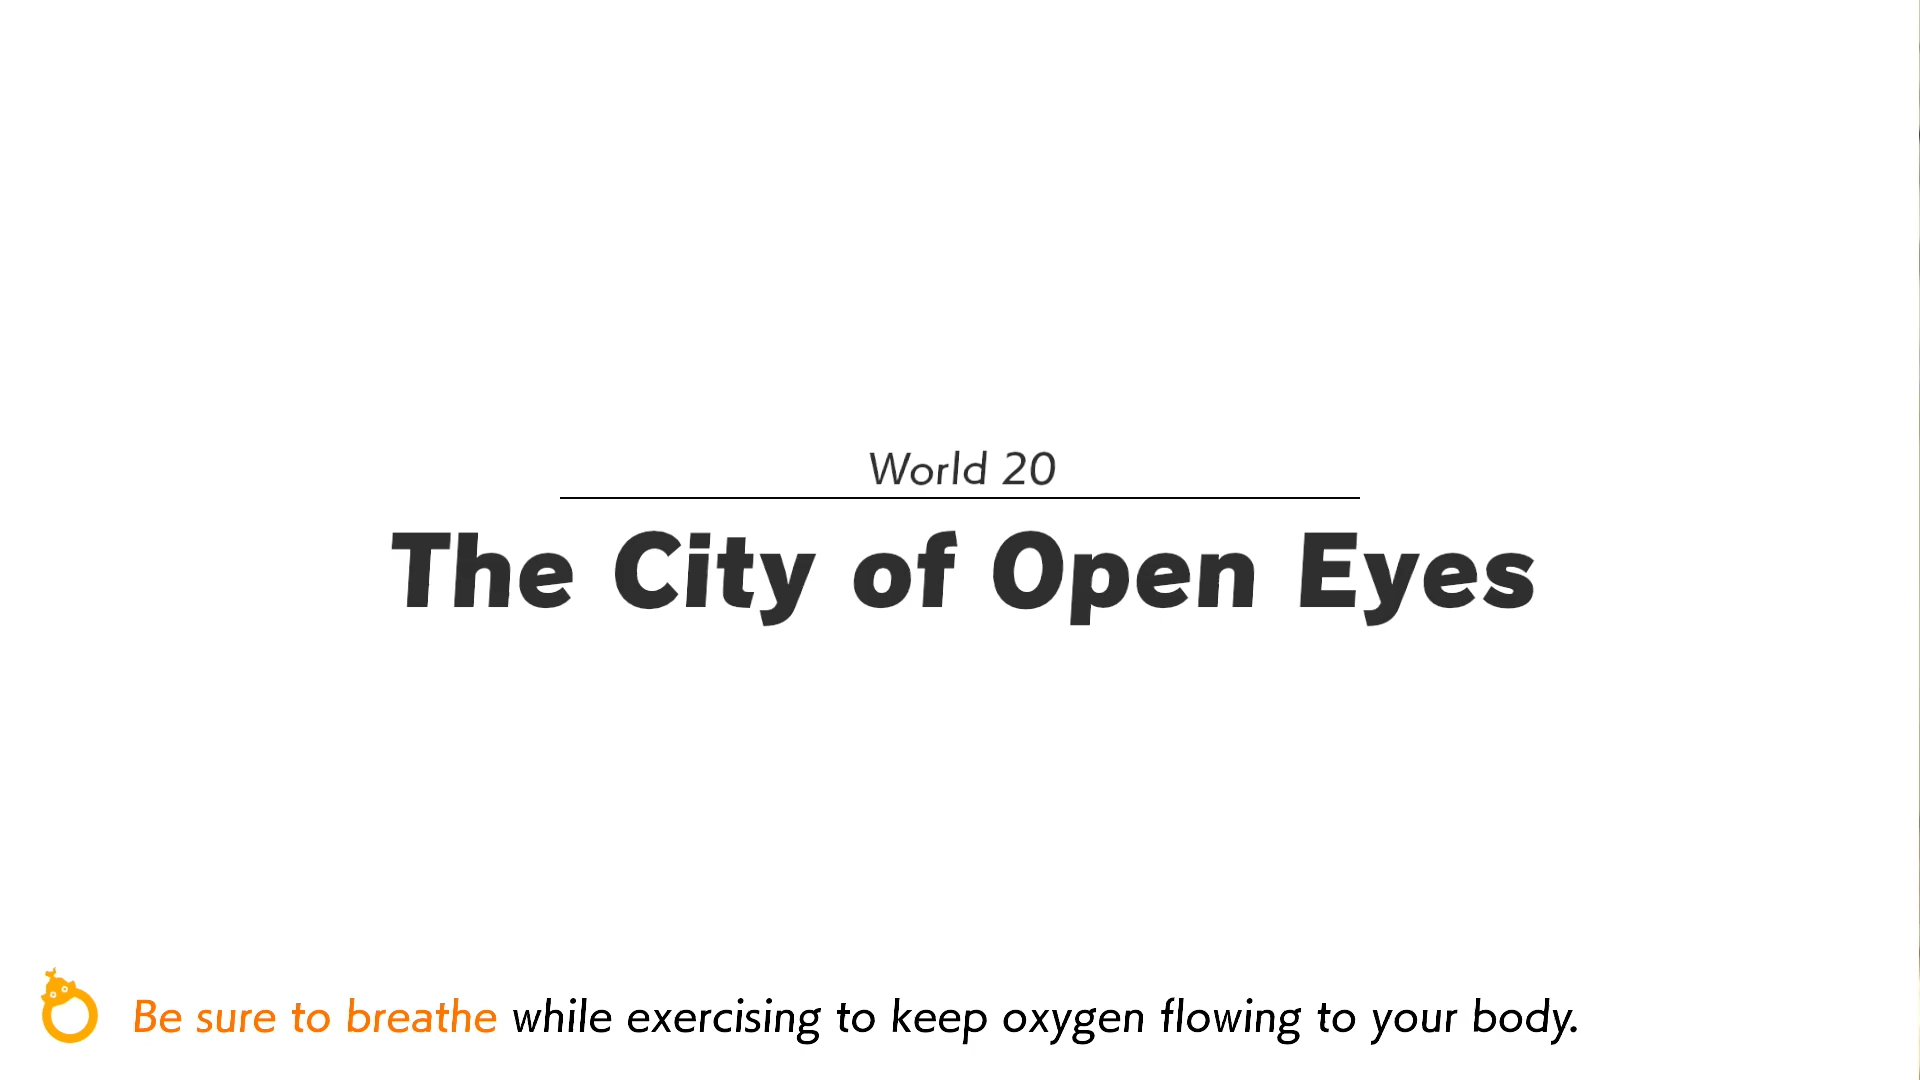 World 20
The City of Open Eyes
Be sure to breathe while exercising to keep oxygen flowing to your body.